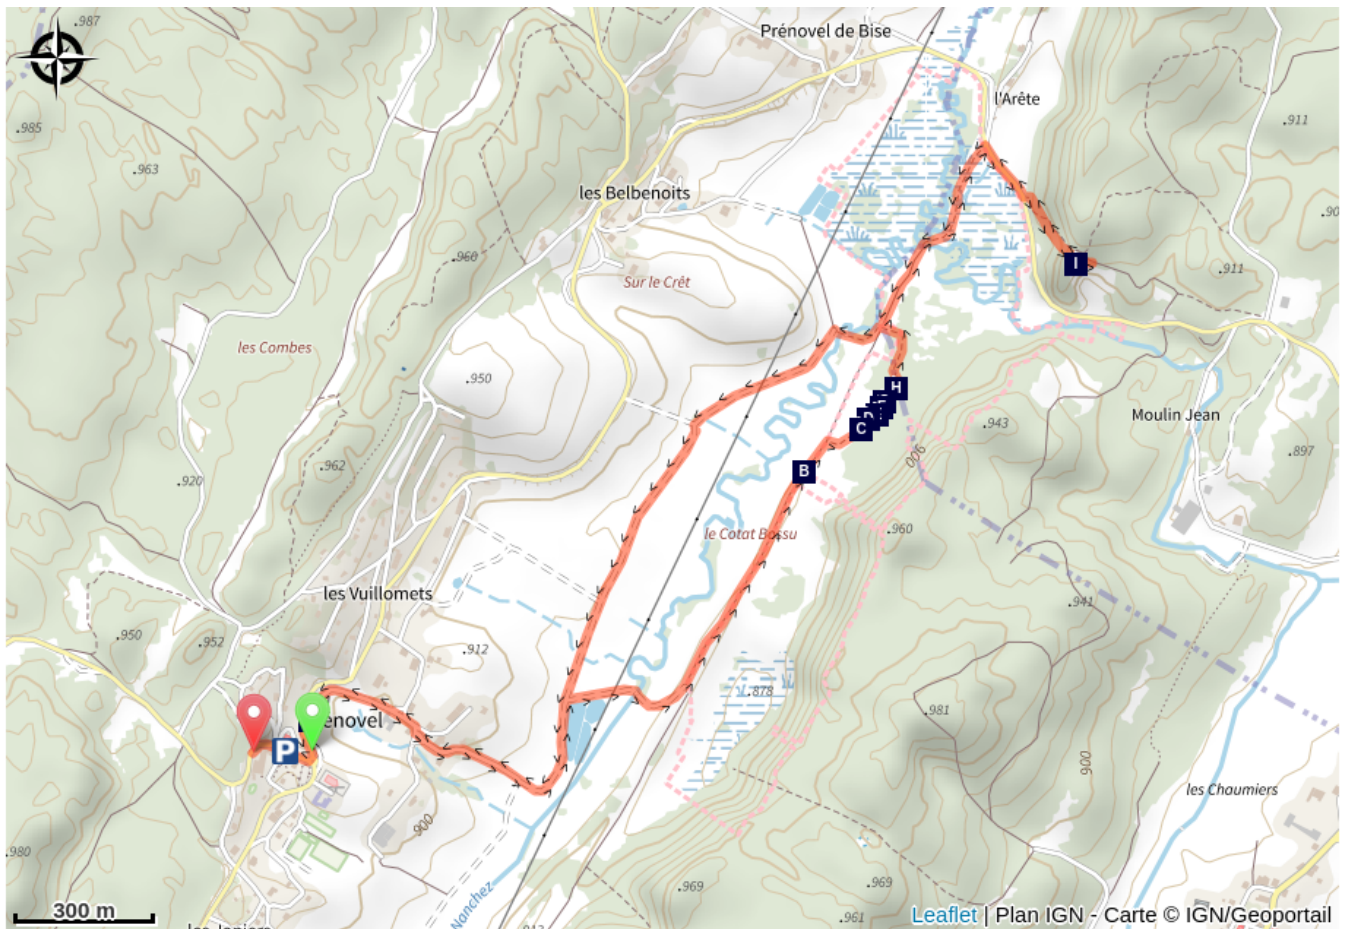 .987
Prénovel de Bise
.985
l'Arête
.911
.911
.963
les Belbenoits
.960
Sur le Crêt
.911
I
les Combes
.950
H
Moulin Jean
C
.943
.897
B
900
.962
.920
le Cotat Bossu
.960
les Vuillomets
.941
.950
.952
.912
.878
.981
enovel
P
900
les Chaumiers
900
.980
.969
.969
Nanchez
300 m
.961
Leaflet | Plan IGN - Carte © IGN/Geoportail